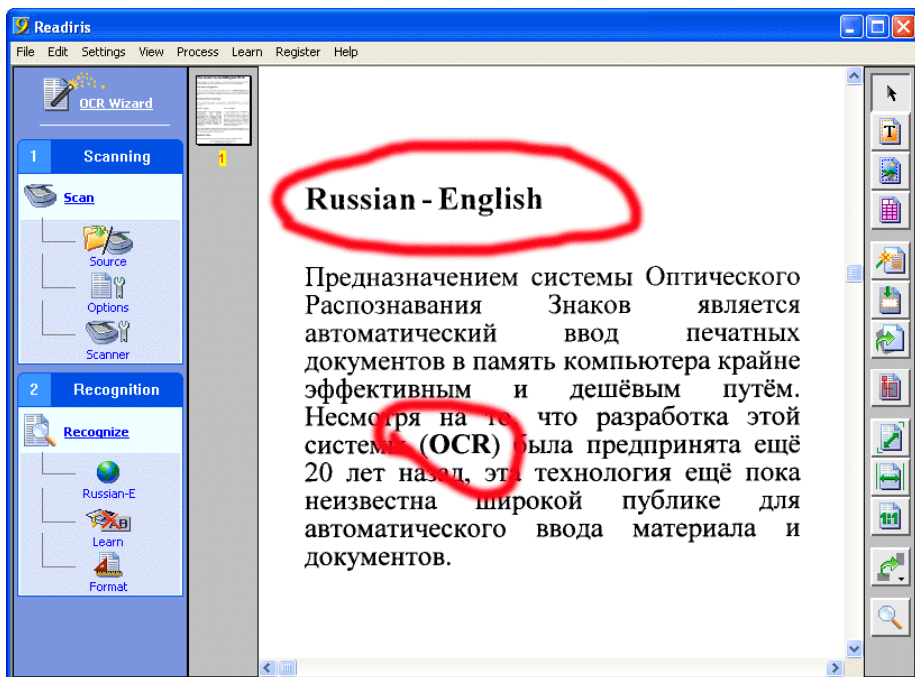 Readiris
File Edit Settings View Process Learn Register Help
OCR Wizard
1 Scanning
Scan
Source
Options
Scanner
2 Recognition
Recognize
Russian-E
Learn
Format
1
Russian - English
Предназначением системы Оптического
Распознавания Знаков является
автоматический ввод печатных
документов в память компьютера крайне
эффективным и дешёвым путём.
Несмотря на то, что разработка этой
системы (OCR) была предпринята ещё
20 лет назад, эта технология ещё пока
неизвестна широкой публике для
автоматического ввода материала и
документов.
T
1:1